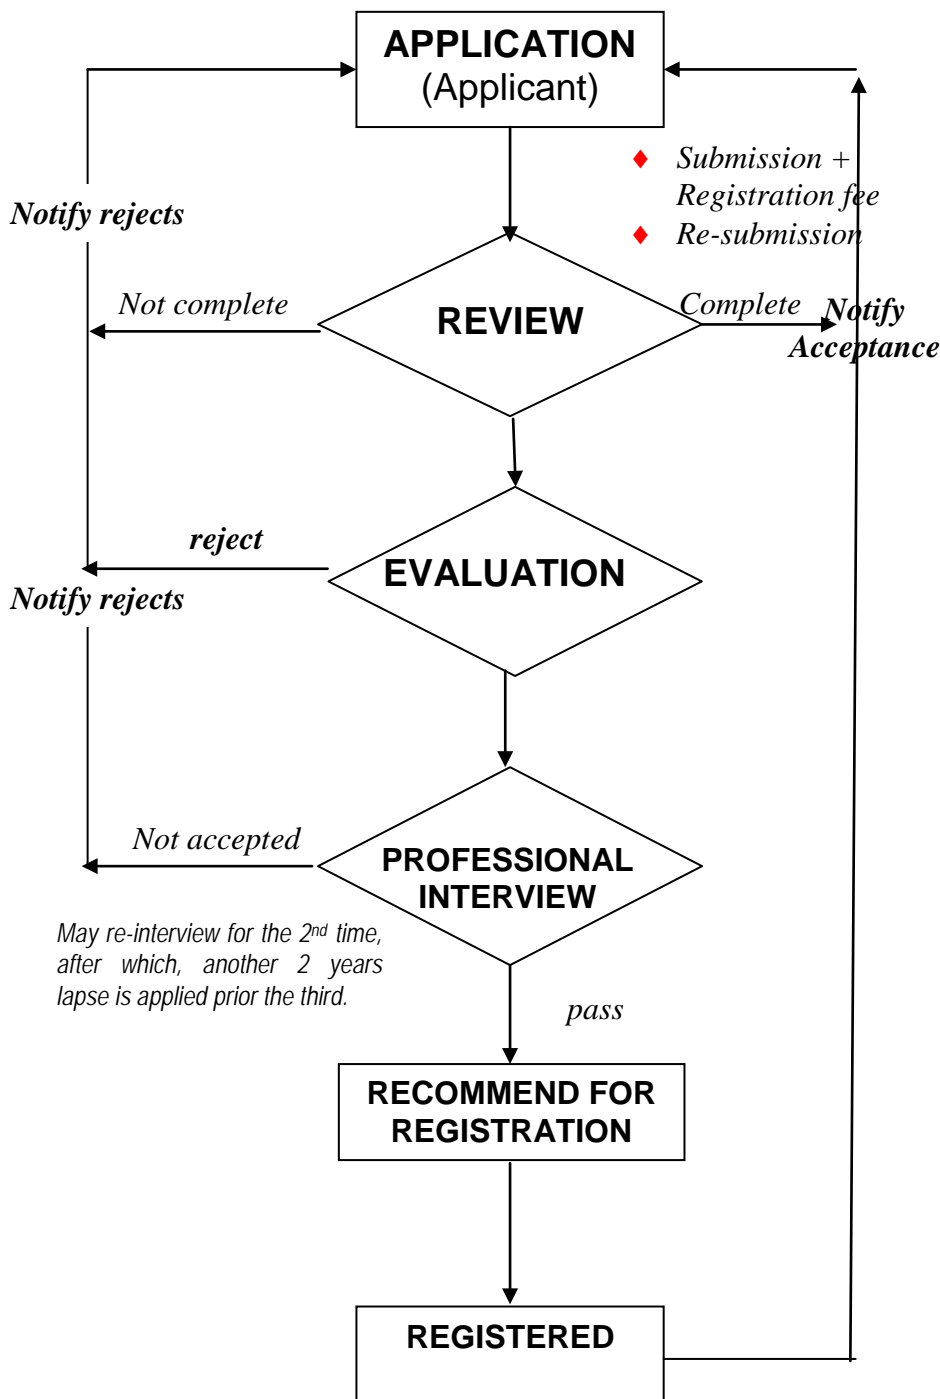 APPLICATION
(Applicant)
♦ Submission +
Registration fee
♦ Re-submission
Notify rejects
Not complete
REVIEW
Complete
Notify
Acceptance
reject
EVALUATION
Notify rejects
Not accepted
PROFESSIONAL
INTERVIEW
May re-interview for the 2nd time,
after which, another 2 years
lapse is applied prior the third.
pass
RECOMMEND FOR
REGISTRATION
REGISTERED